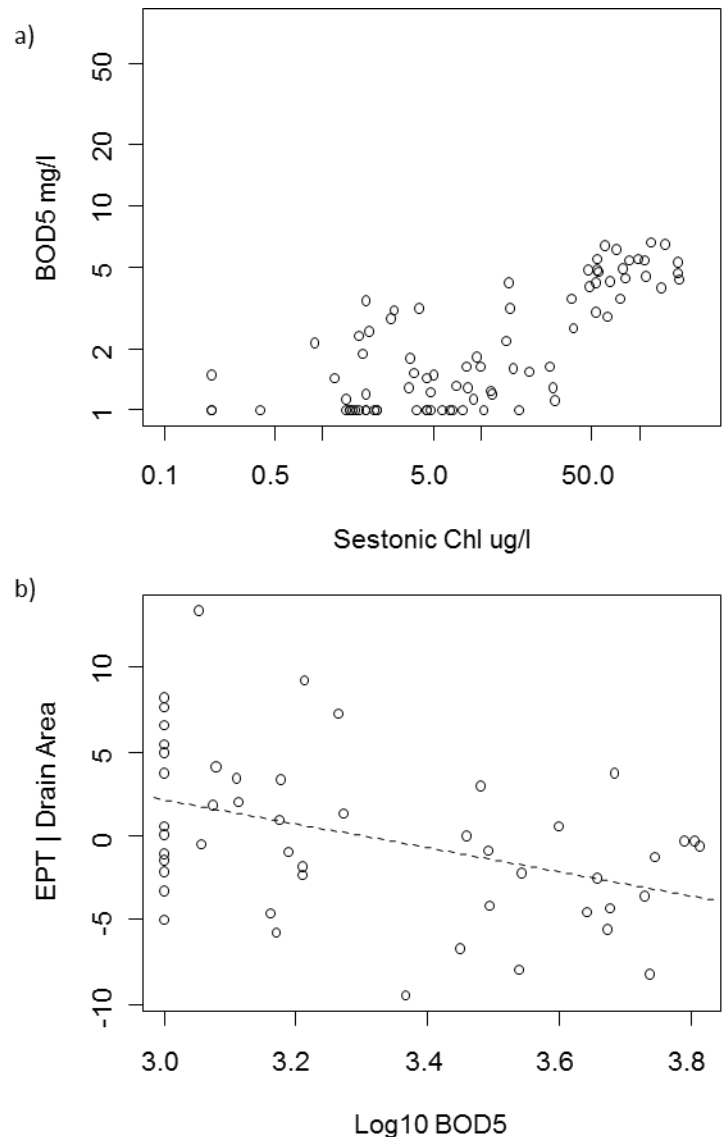 a)
BOD5 mg/l
50
20
10
5
2
1
0.1 0.5 5.0 50.0
Sestonic Chl ug/l
b)
EPT | Drain Area
10
5
0
-5
-10
3.0 3.2 3.4 3.6 3.8
Log10 BOD5